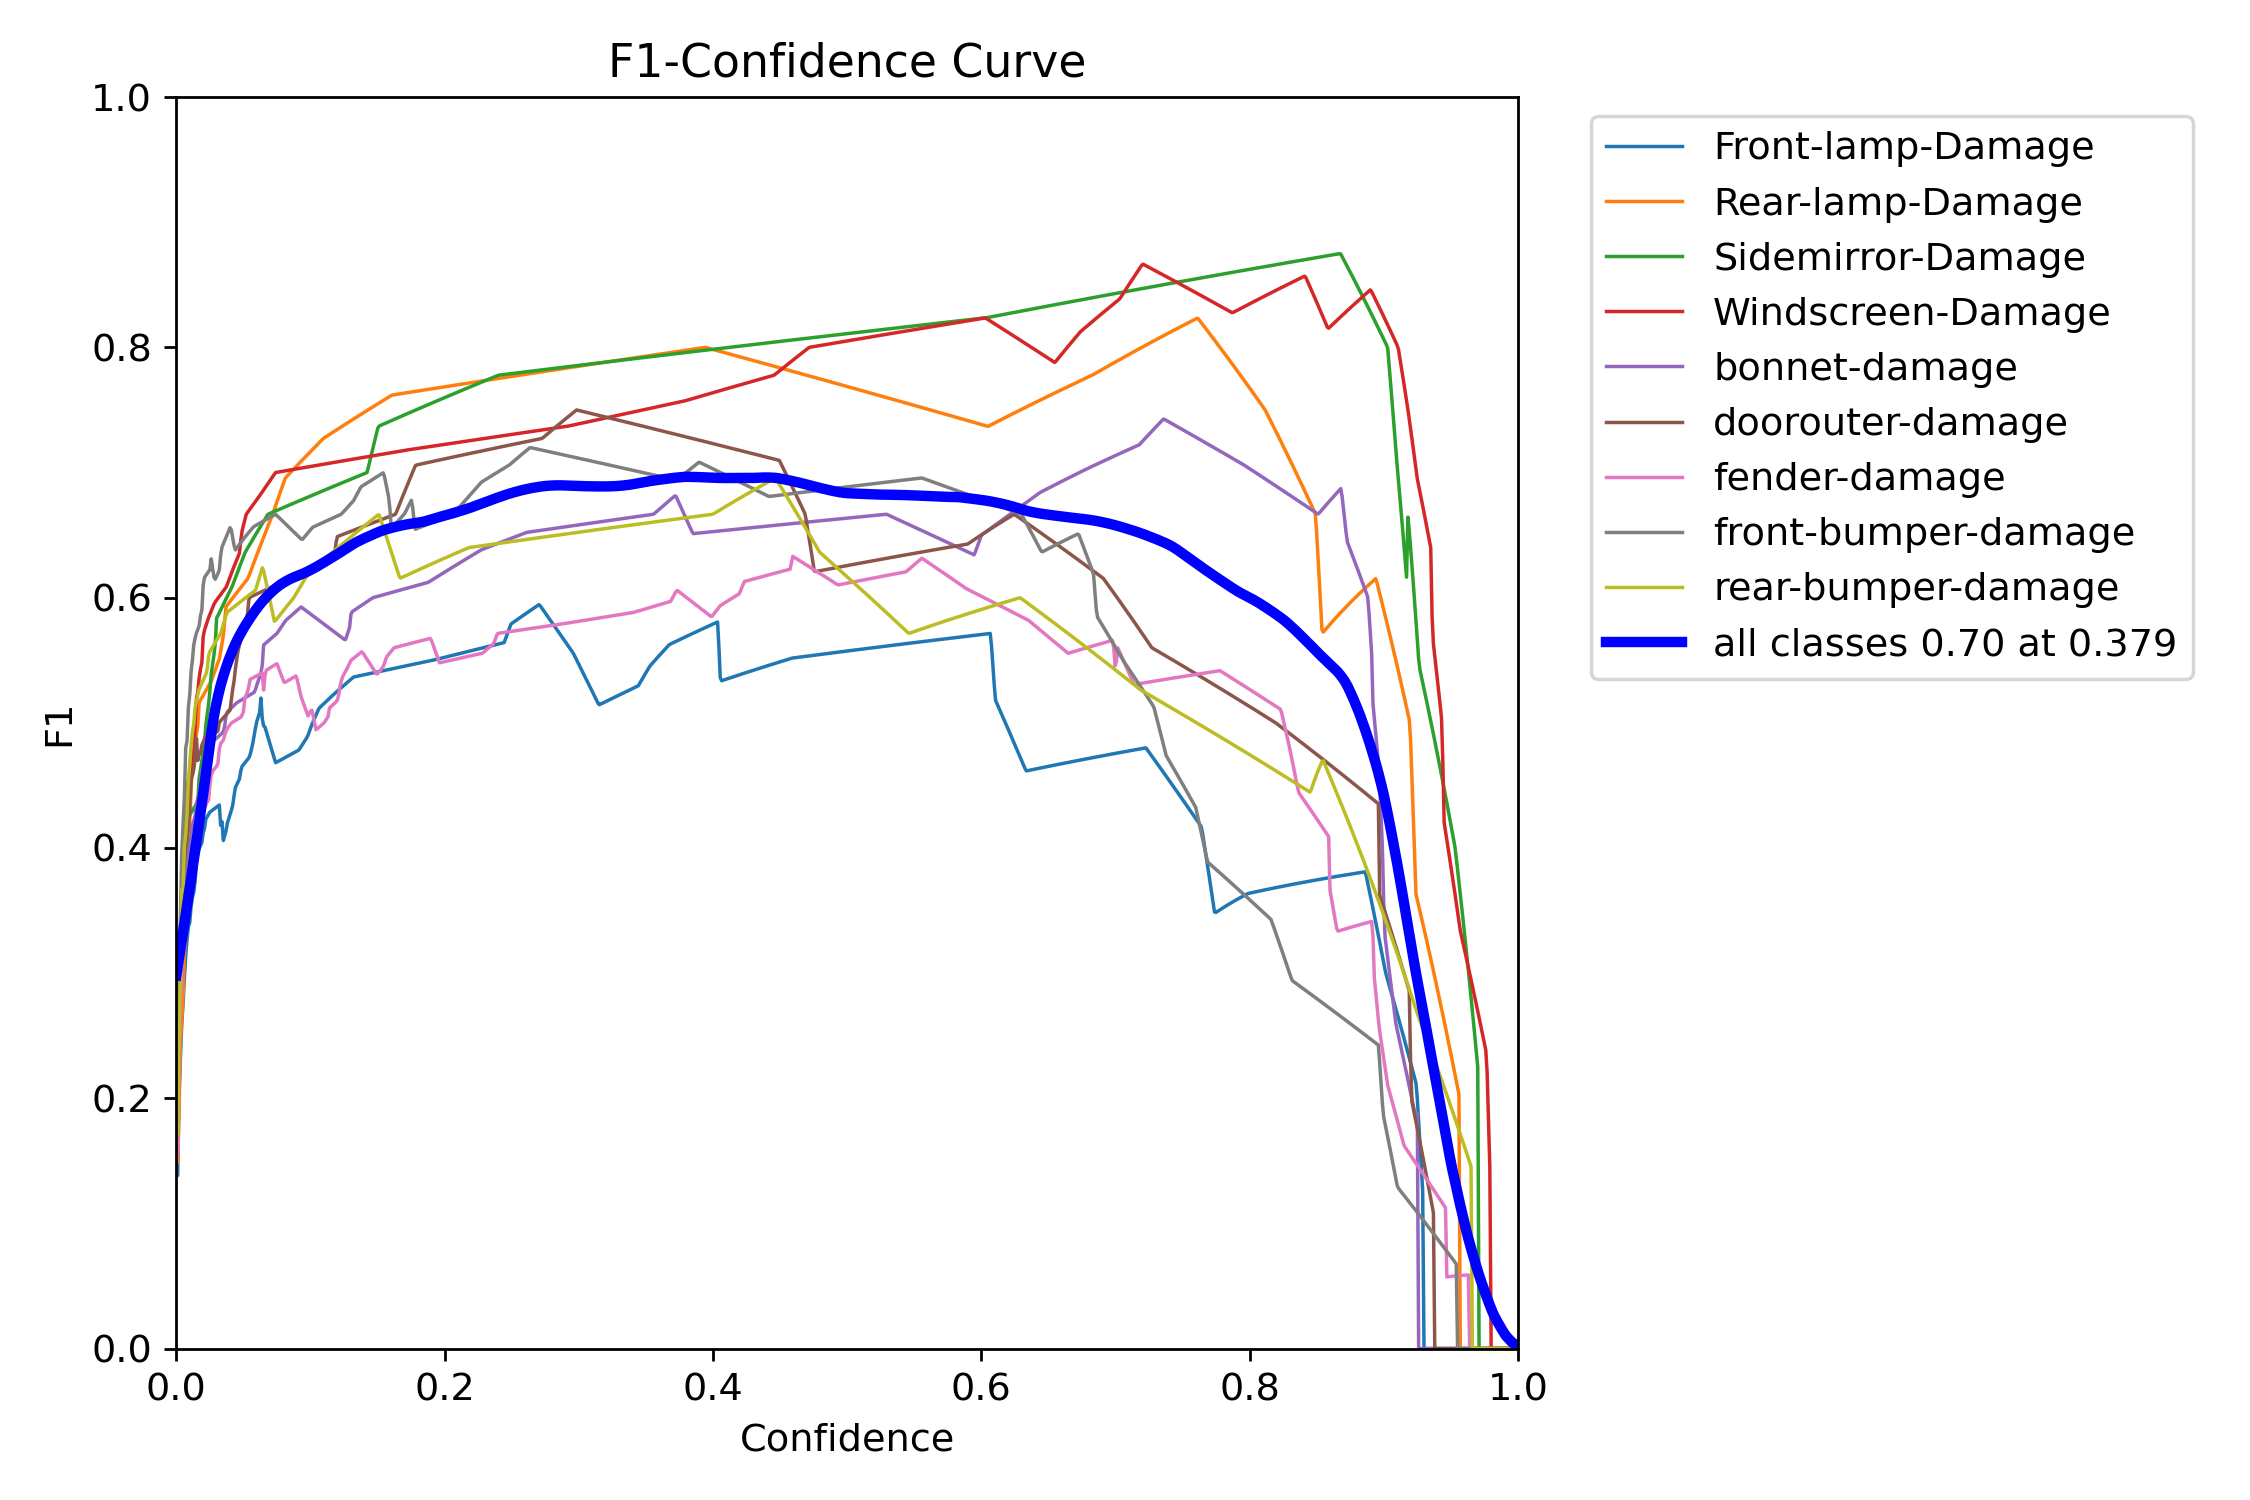 F1-Confidence Curve
1.0
0.8
0.6
0.4
0.2
0.0
F1
0.0 0.2 0.4 0.6 0.8 1.0
Confidence
Front-lamp-Damage
Rear-lamp-Damage
Sidemirror-Damage
Windscreen-Damage
bonnet-damage
doorouter-damage
fender-damage
front-bumper-damage
rear-bumper-damage
all classes 0.70 at 0.379